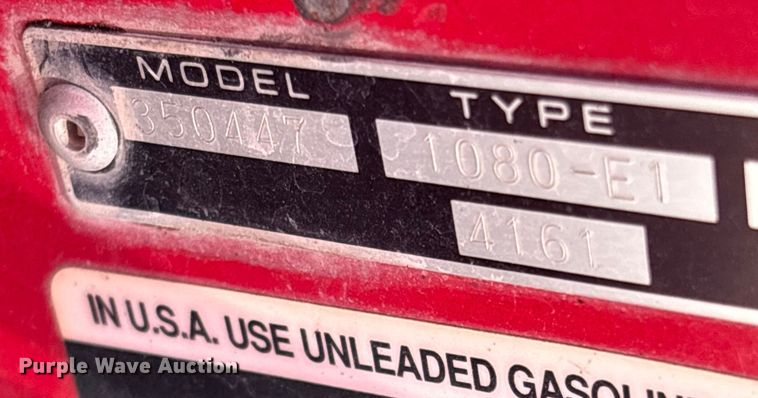 MODEL TYPE
350447 1080-E1
4161
IN U.S.A. USE UNLEADED
Purple Wave Auction